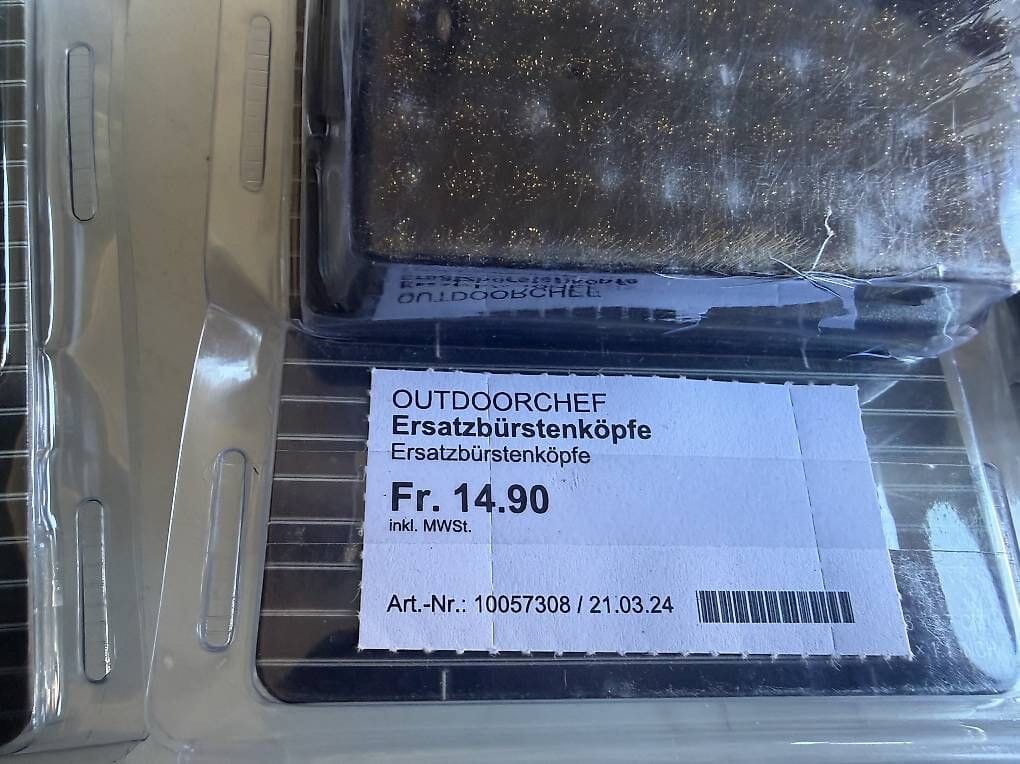 OUTDOORCHEF
Ersatzbürstenköpfe
Ersatzbürstenköpfe
Fr. 14.90
inkl. MWSt.
Art.-Nr.: 10057308 / 21.03.24